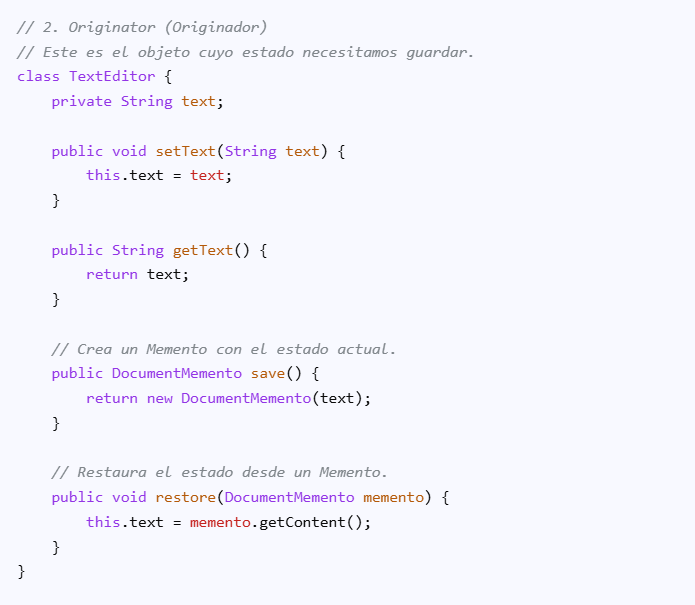 // 2. Originator (Originador)
// Este es el objeto cuyo estado necesitamos guardar.
class TextEditor {
    private String text;

    public void setText(String text) {
        this.text = text;
    }

    public String getText() {
        return text;
    }

    // Crea un Memento con el estado actual.
    public DocumentMemento save() {
        return new DocumentMemento(text);
    }

    // Restaura el estado desde un Memento.
    public void restore(DocumentMemento memento) {
        this.text = memento.getContent();
    }
}